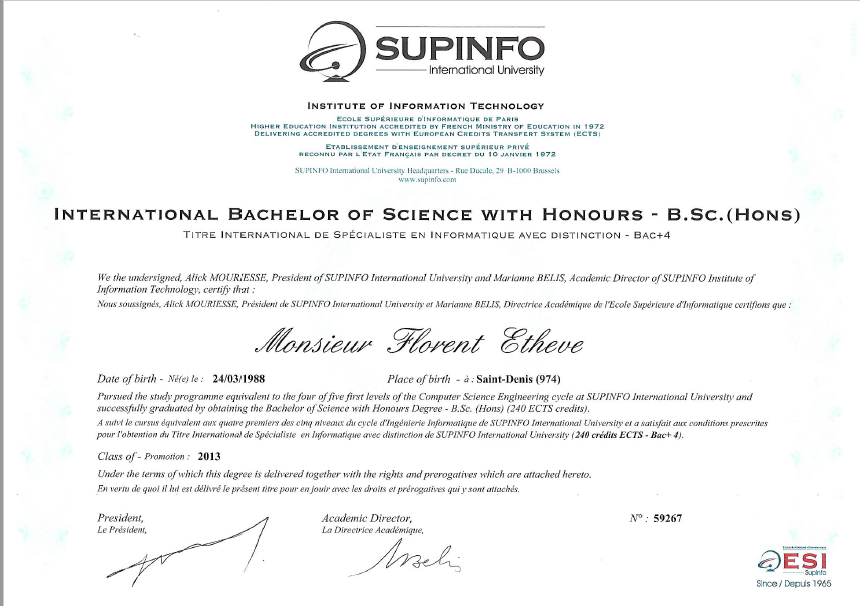 SUPINFO
International University
INSTITUTE OF INFORMATION TECHNOLOGY
ECOLE SUPÉRIEURE D'INFORMATIQUE DE PARIS
HIGHER EDUCATION INSTITUTION ACCREDITED BY FRENCH MINISTRY OF EDUCATION IN 1972
DELIVERING ACCREDITED DEGREES WITH EUROPEAN CREDITS TRANSFERT SYSTEM (ECTS)
ETABLISSEMENT D'ENSEIGNEMENT SUPÉRIEUR PRIVÉ
RECONNU PAR L'ETAT FRANÇAIS PAR DECRET DU 10 JANVIER 1972
SUPINFO International University Headquarters - Rue Ducale, 29 B-1000 Brussels
www.supinfo.com
INTERNATIONAL BACHELOR OF SCIENCE WITH HONOURS - B.SC.(HONS)
TITRE INTERNATIONAL DE SPÉCIALISTE EN INFORMATIQUE AVEC DISTINCTION - BAC+4
We the undersigned, Alick MOURIESSE, President of SUPINFO International University and Marianne BELIS, Academic Director of SUPINFO Institute of
Information Technology, certify that :
Nous soussignés, Alick MOURIESSE, Président de SUPINFO International University et Marianne BELIS, Directrice Académique de l'Ecole Supérieure d'Informatique certifions que :
Monsieur Florent Etheve
Date of birth - Né(e) le : 24/03/1988 Place of birth - à : Saint-Denis (974)
Pursued the study programme equivalent to the four of five first levels of the Computer Science Engineering cycle at SUPINFO International University and
successfully graduated by obtaining the Bachelor of Science with Honours Degree - B.Sc. (Hons) (240 ECTS credits).
A suivi le cursus équivalent aux quatre premiers des cinq niveaux du cycle d'Ingénierie Informatique de SUPINFO International University et a satisfait aux conditions prescrites
pour l'obtention du Titre International de Spécialiste en Informatique avec distinction de SUPINFO International University (240 crédits ECTS - Bac+ 4).
Class of - Promotion : 2013
Under the terms of which this degree is delivered together with the rights and prerogatives which are attached hereto.
En vertu de quoi il lui est délivré le présent titre pour en jouir avec les droits et prérogatives qui y sont attachés.
President, Academic Director, N° : 59267
Le Président, La Directrice Académique,
ESI
Supinfo
Since / Depuis 1965